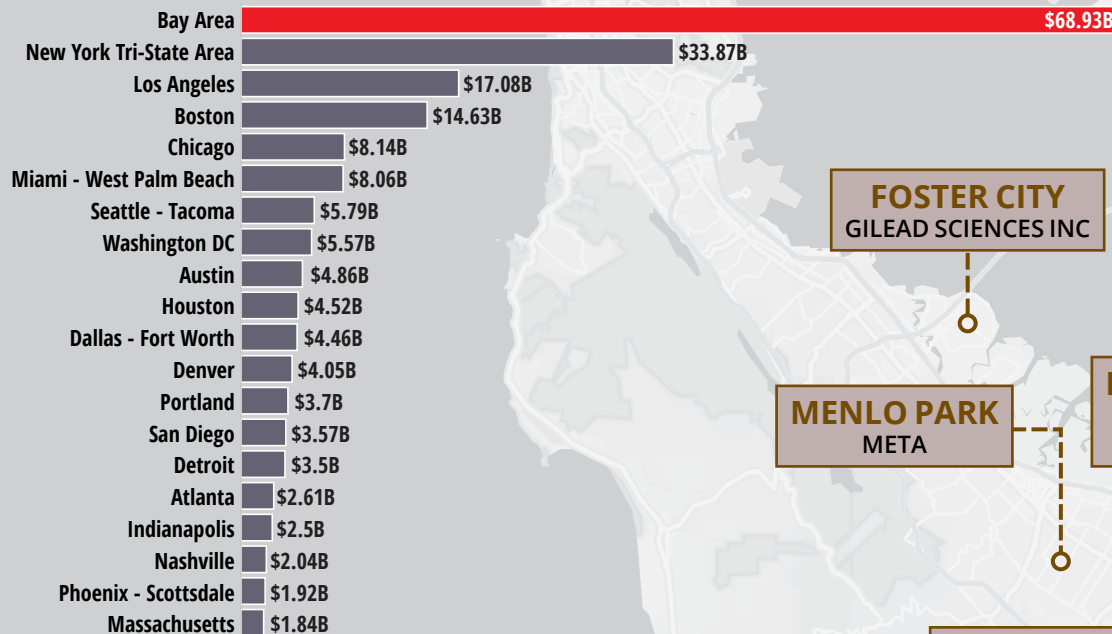 Bay Area $68.93B
New York Tri-State Area $33.87B
Los Angeles $17.08B
Boston $14.63B
Chicago $8.14B
Miami - West Palm Beach $8.06B
Seattle - Tacoma $5.79B
Washington DC $5.57B
Austin $4.86B
Houston $4.52B
Dallas - Fort Worth $4.46B
Denver $4.05B
Portland $3.7B
San Diego $3.57B
Detroit $3.5B
Atlanta $2.61B
Indianapolis $2.5B
Nashville $2.04B
Phoenix - Scottsdale $1.92B
Massachusetts $1.84B
FOSTER CITY
GILEAD SCIENCES INC
MENLO PARK
META